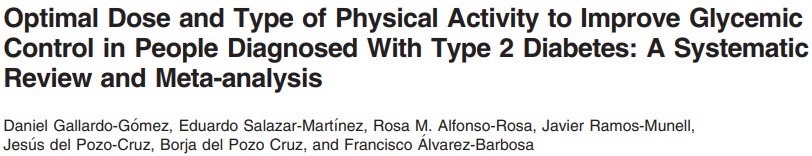 Optimal Dose and Type of Physical Activity to Improve Glycemic
Control in People Diagnosed With Type 2 Diabetes: A Systematic
Review and Meta-analysis
Daniel Gallardo-Gómez, Eduardo Salazar-Martínez, Rosa M. Alfonso-Rosa, Javier Ramos-Munell,
Jesús del Pozo-Cruz, Borja del Pozo Cruz, and Francisco Álvarez-Barbosa